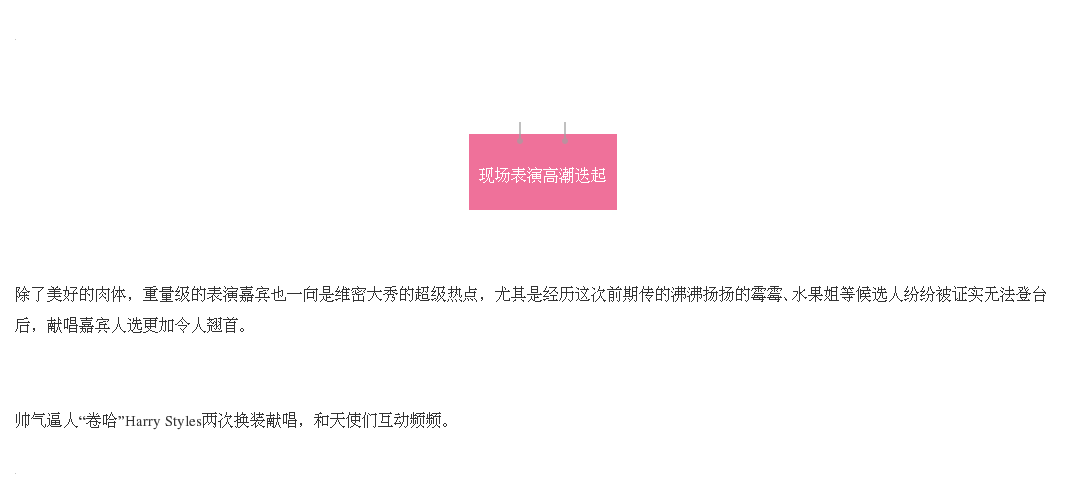 现场表演高潮迭起
除了美好的肉体，重量级的表演嘉宾也一向是维密大秀的超级热点，尤其是经历这次前期传的沸沸扬扬的霉霉、水果姐等候选人纷纷被证实无法登台
后，献唱嘉宾人选更加令人翘首。
帅气逼人“卷哈”Harry Styles两次换装献唱，和天使们互动频频。